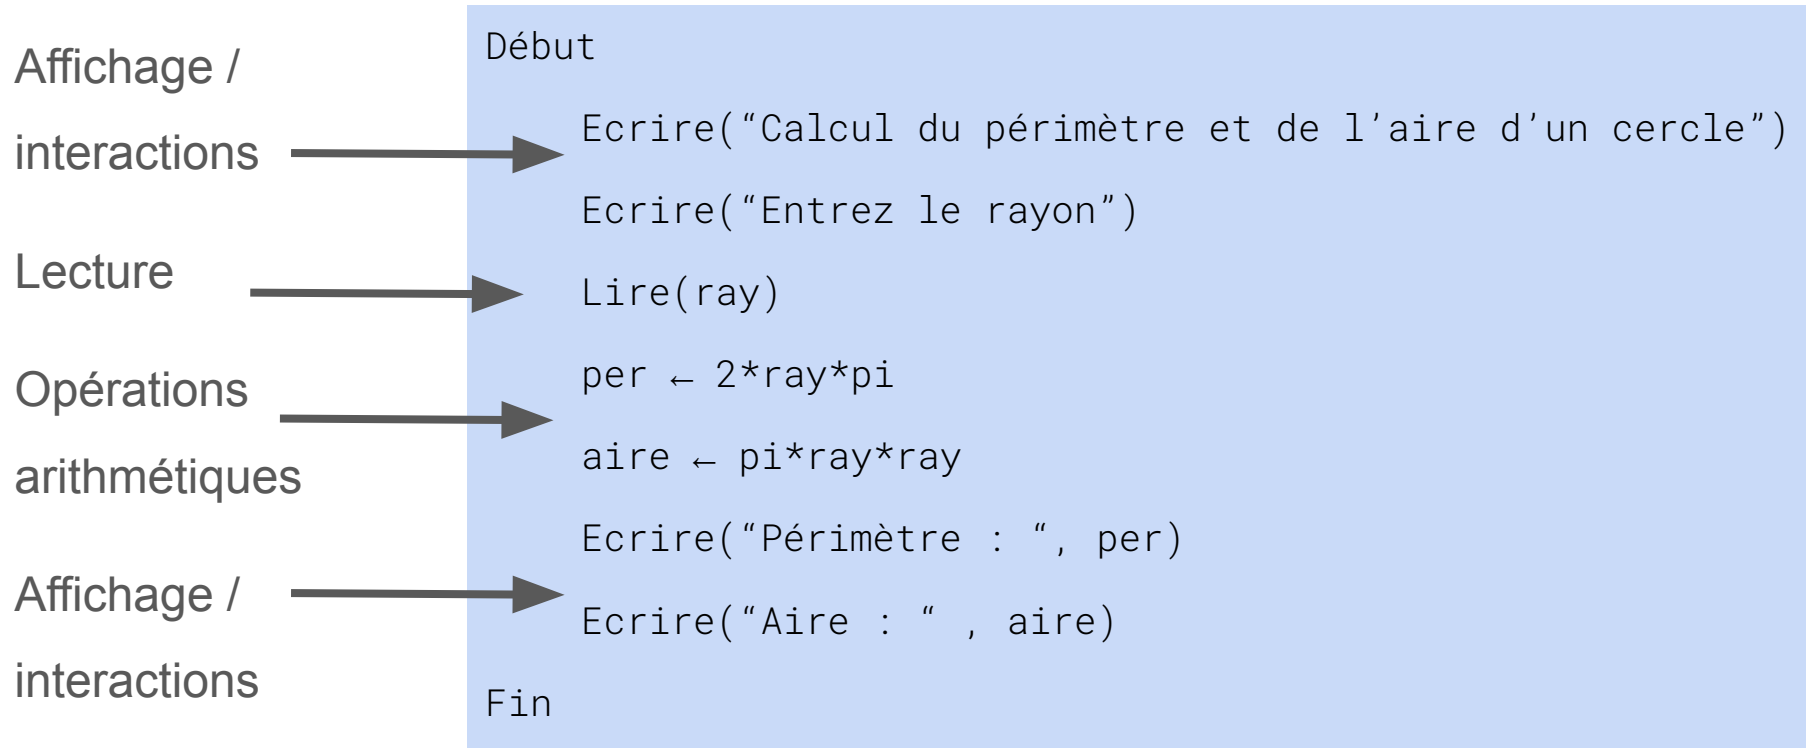 Affichage /
interactions
Lecture
Opérations
arithmétiques
Affichage /
interactions
Début
Ecrire(“Calcul du périmètre et de l’aire d’un cercle”)
Ecrire(“Entrez le rayon”)
Lire(ray)
per ← 2*ray*pi
aire ← pi*ray*ray
Ecrire(“Périmètre : “, per)
Ecrire(“Aire : “ , aire)
Fin